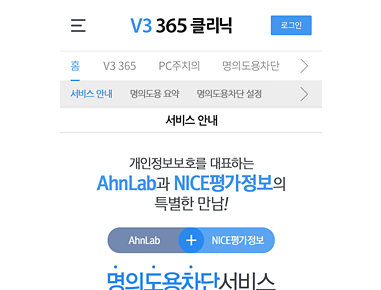 V3 365 클리닉
로그인
홈 V3 365 PC주치의 명의도용차단
서비스 안내 명의도용 요약 명의도용차단 설정
서비스 안내
개인정보보호를 대표하는
AhnLab과 NICE평가정보의
특별한 만남!
AhnLab + NICE평가정보
명의도용차단서비스